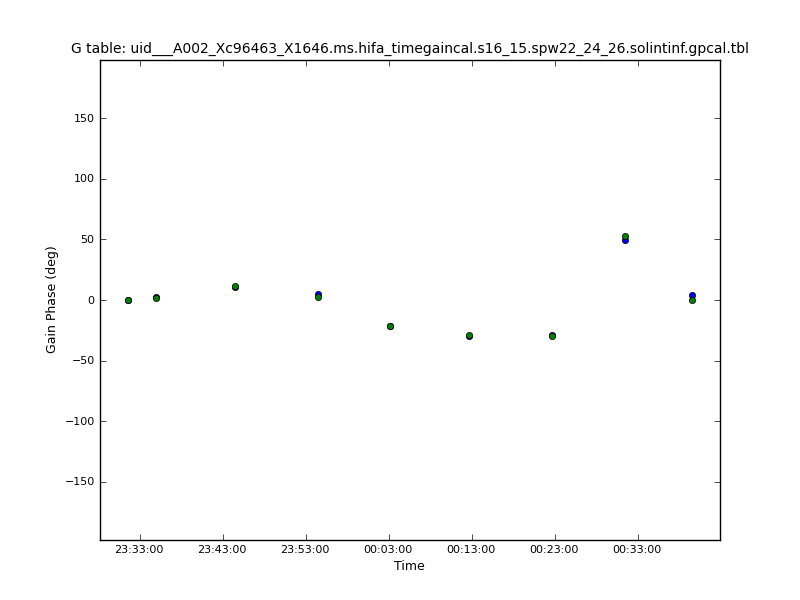 G table: uid___A002_Xc96463_X1646.ms.hifa_timegaincal.s16_15.spw22_24_26.solintinf.gpcal.tbl
150
100
50
0
−50
−100
−150
Gain Phase (deg)
23:33:00 23:43:00 23:53:00 00:03:00 00:13:00 00:23:00 00:33:00
Time